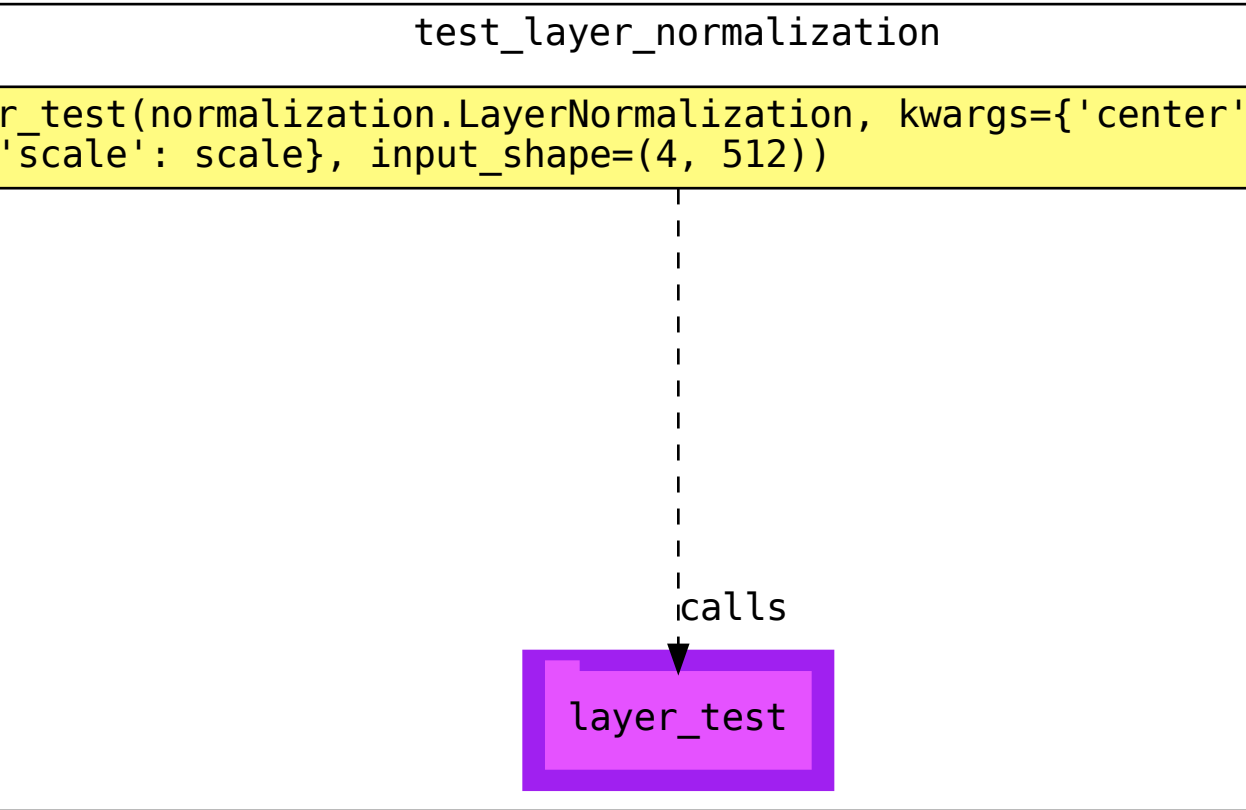 test_layer_normalization
r_test(normalization.LayerNormalization, kwargs={'center'
'scale': scale}, input_shape=(4, 512))
calls
layer_test